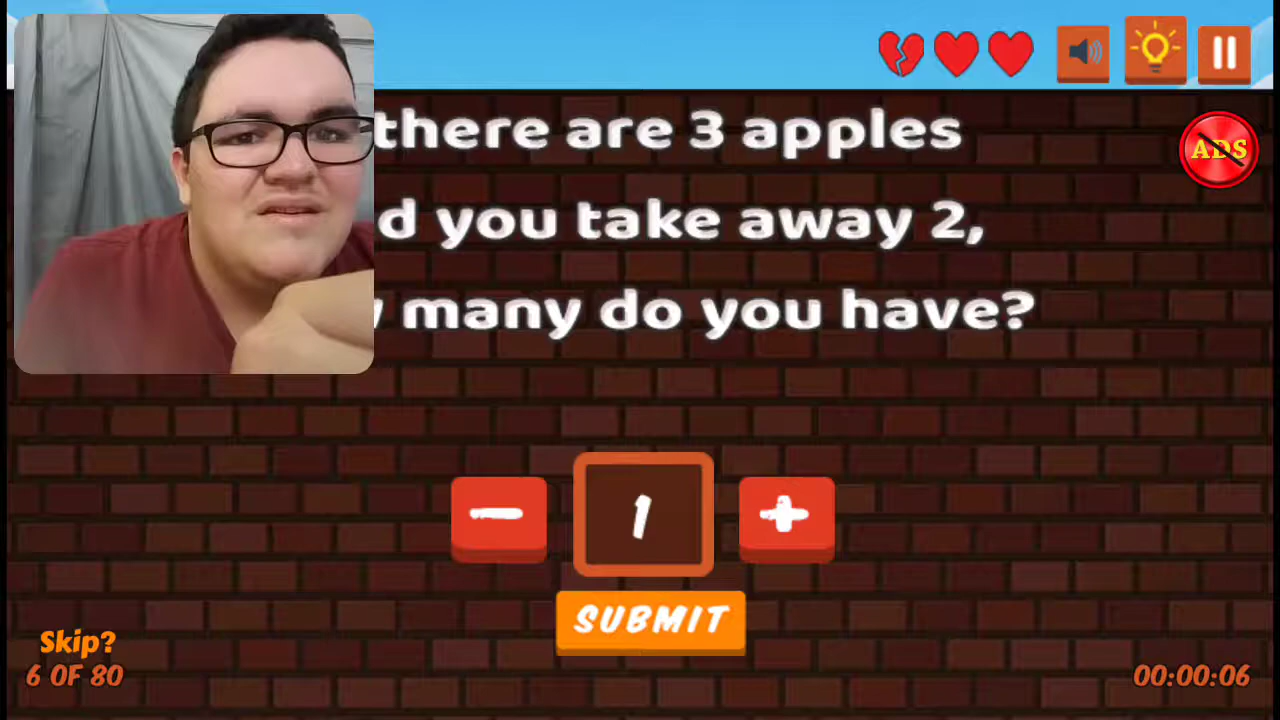 ADS
there are 3 apples
d you take away 2,
many do you have?
1
SUBMIT
Skip?
6 OF 80
00:00:06